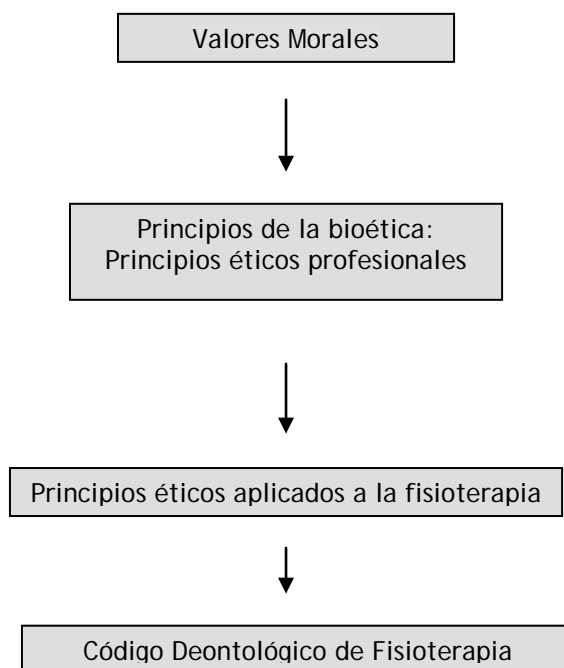 Valores Morales
Principios de la bioética:
Principios éticos profesionales
Principios éticos aplicados a la fisioterapia
Código Deontológico de Fisioterapia